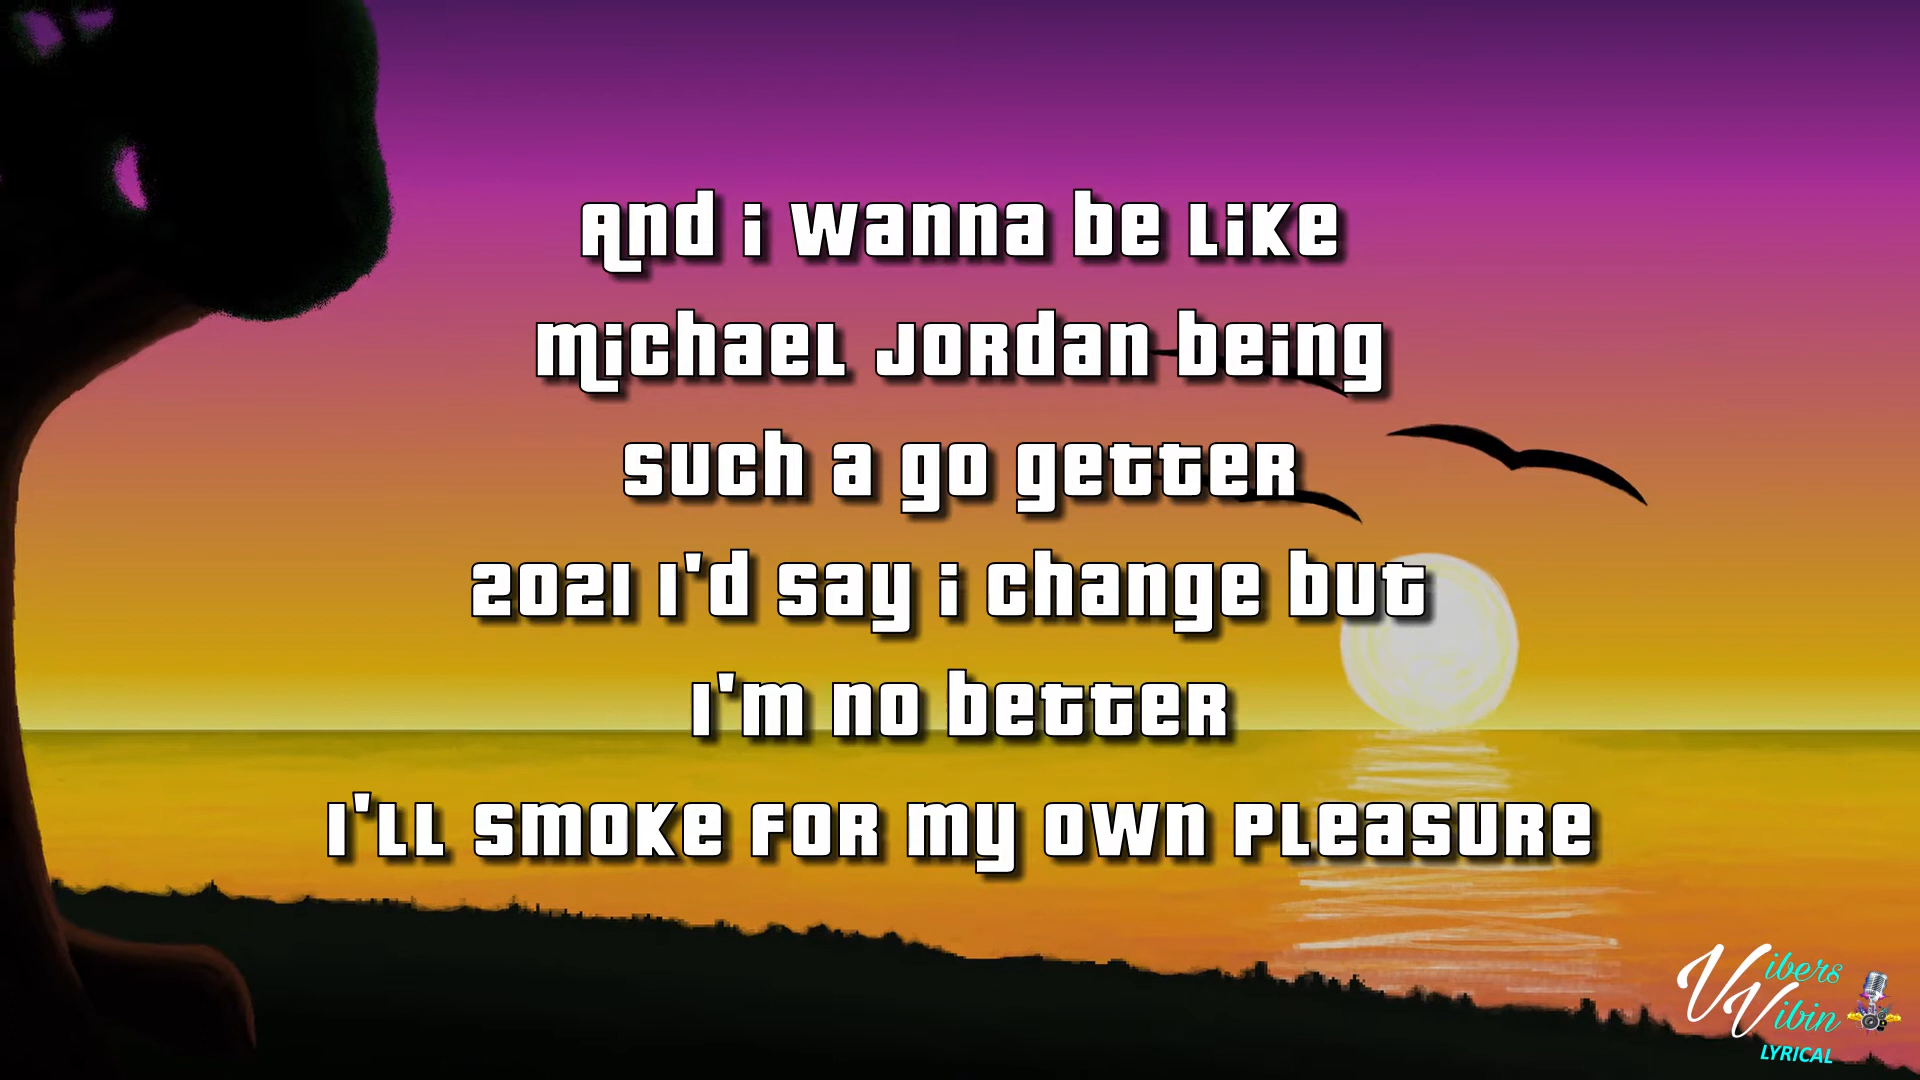 And i wanna be like
michael jordan being
such a go getter
2021 I'd say i change but
I'm no better
I'll smoke for my own pleasure
Vibers
Vibin
LYRICAL